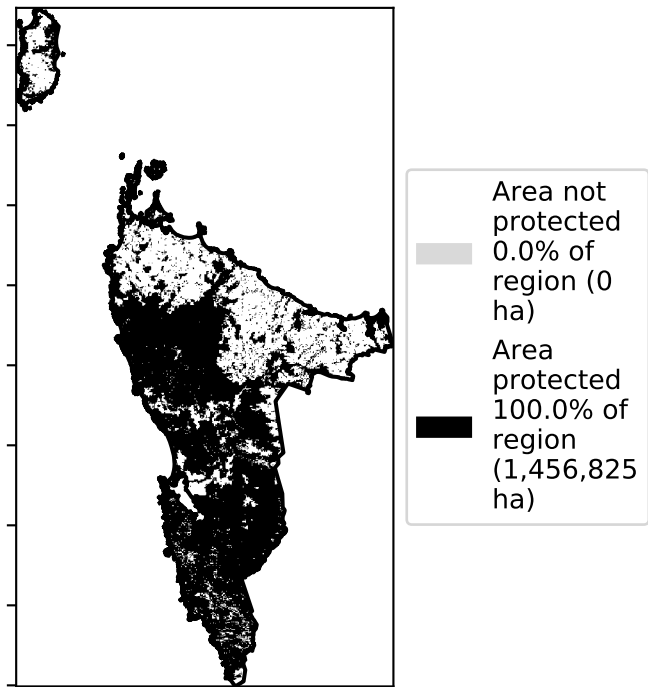 Area not
protected
0.0% of
region (0
ha)
Area
protected
100.0% of
region
(1,456,825
ha)